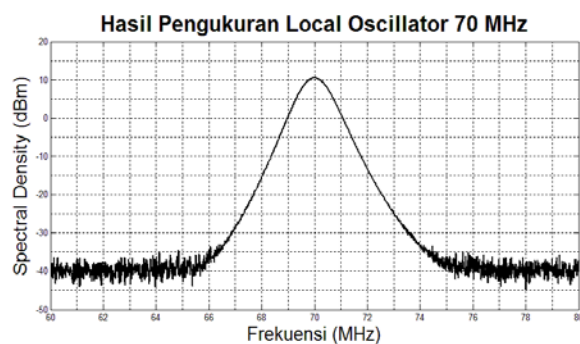 Hasil Pengukuran Local Oscillator 70 MHz
Spectral Density (dBm)
20
10
0
-10
-20
-30
-40
-50
60 62 64 66 68 70 72 74 76 78 80
Frekuensi (MHz)